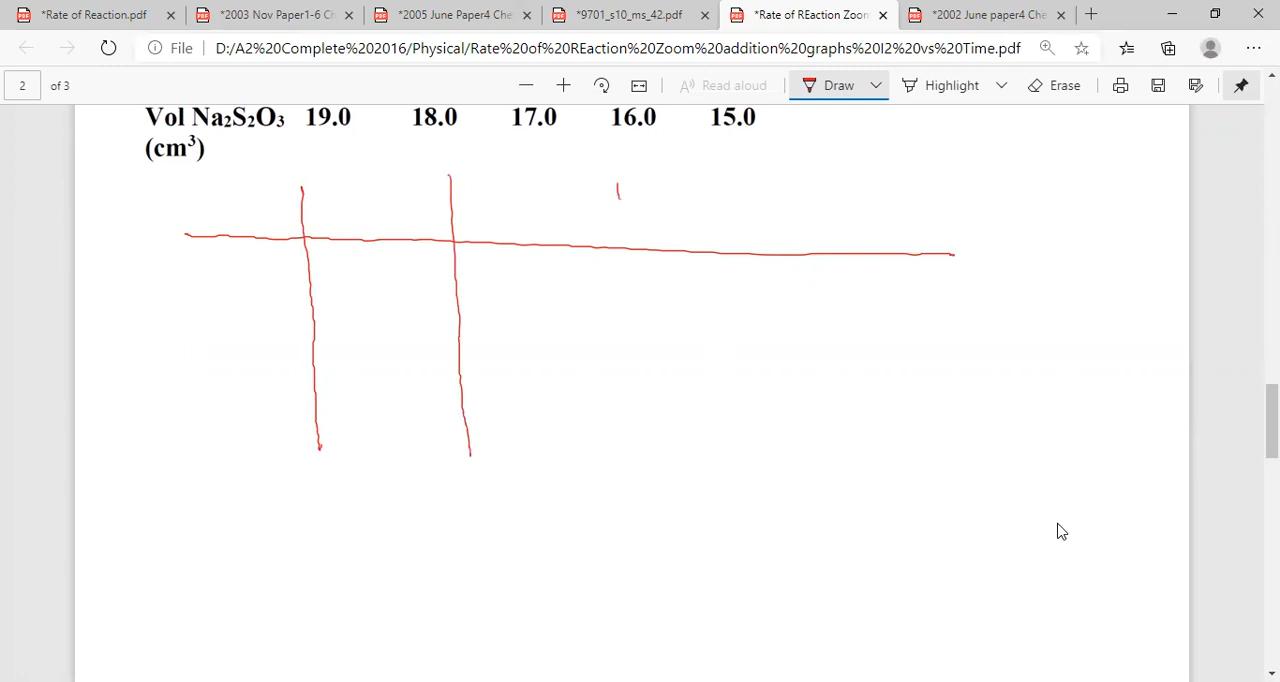 *Rate of Reaction.pdf
*2003 Nov Paper1-6 Ch
*2005 June Paper4 Che
*9701_s10_ms_42.pdf
*Rate of REaction Zoom
*2002 June paper4 Che
File
D:/A2%20Complete%202016/Physical/Rate%20of%20REaction%20Zoom%20addition%20graphs%20I2%20vs%20Time.pdf
2 of 3
Read aloud
Draw
Highlight
Erase
Vol Na₂S₂O₃ 19.0 18.0 17.0 16.0 15.0
(cm³)